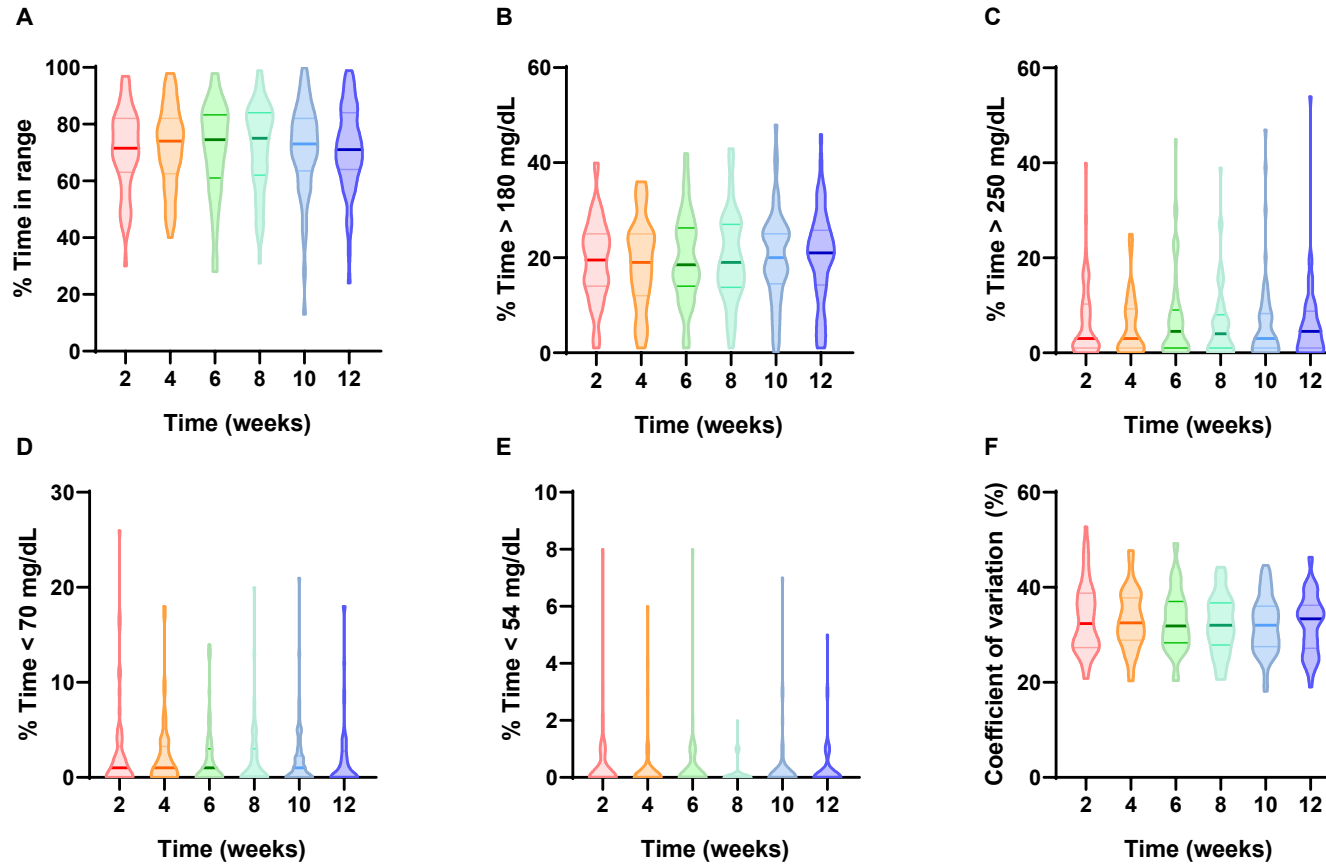 A
% Time in range
100
80
60
40
20
0
2 4 6 8 10 12
Time (weeks)
B
% Time > 180 mg/dL
60
40
20
0
2 4 6 8 10 12
Time (weeks)
C
% Time > 250 mg/dL
60
40
20
0
2 4 6 8 10 12
Time (weeks)
D
% Time < 70 mg/dL
30
20
10
0
2 4 6 8 10 12
Time (weeks)
E
% Time < 54 mg/dL
10
8
6
4
2
0
2 4 6 8 10 12
Time (weeks)
F
Coefficient of variation (%)
60
40
20
0
2 4 6 8 10 12
Time (weeks)